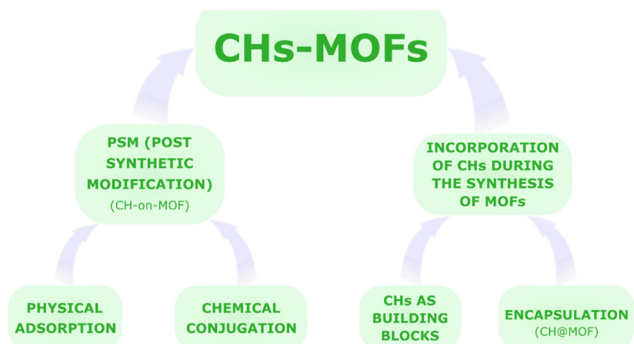 CHs-MOFs
PSM (POST
SYNTHETIC
MODIFICATION)
(CH-on-MOF)
INCORPORATION
OF CHs DURING
THE SYNTHESIS
OF MOFs
PHYSICAL
ADSORPTION
CHEMICAL
CONJUGATION
CHs AS
BUILDING
BLOCKS
ENCAPSULATION
(CH@MOF)